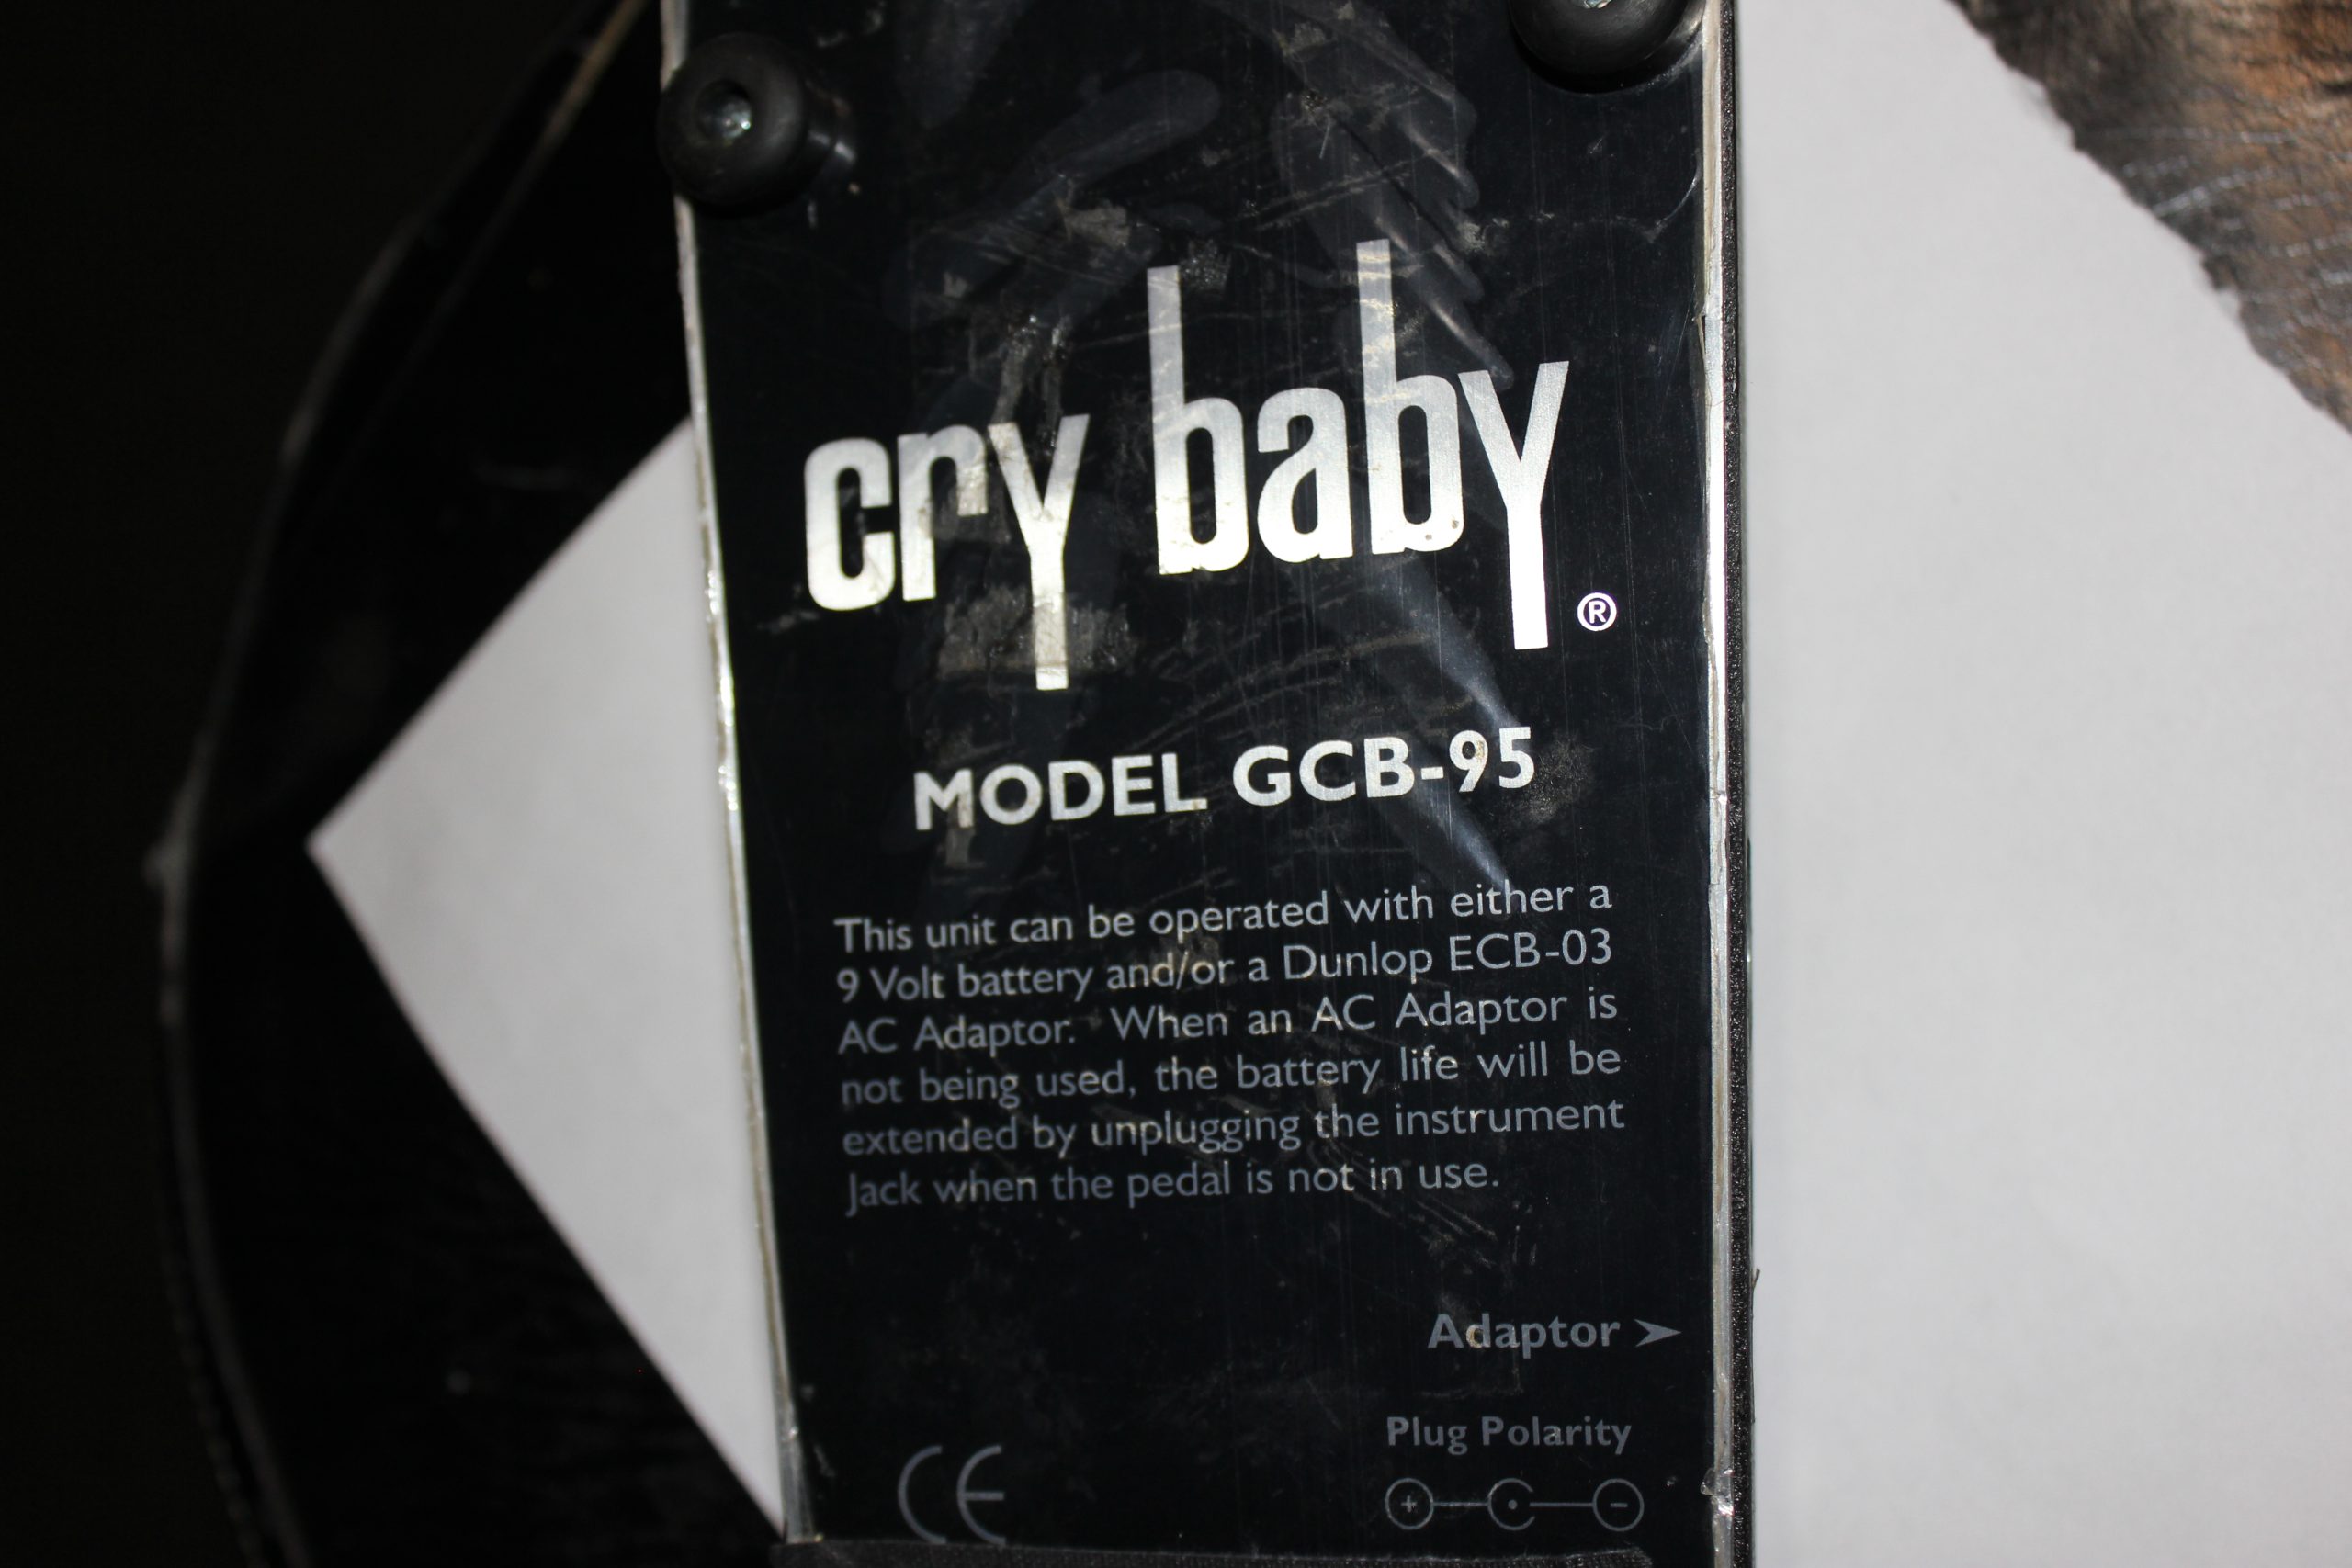 cry baby ®
MODEL GCB-95
This unit can be operated with either a
9 Volt battery and/or a Dunlop ECB-03
AC Adaptor. When an AC Adaptor is
not being used, the battery life will be
extended by unplugging the instrument
Jack when the pedal is not in use.
Adaptor ➤
Plug Polarity
CE + -